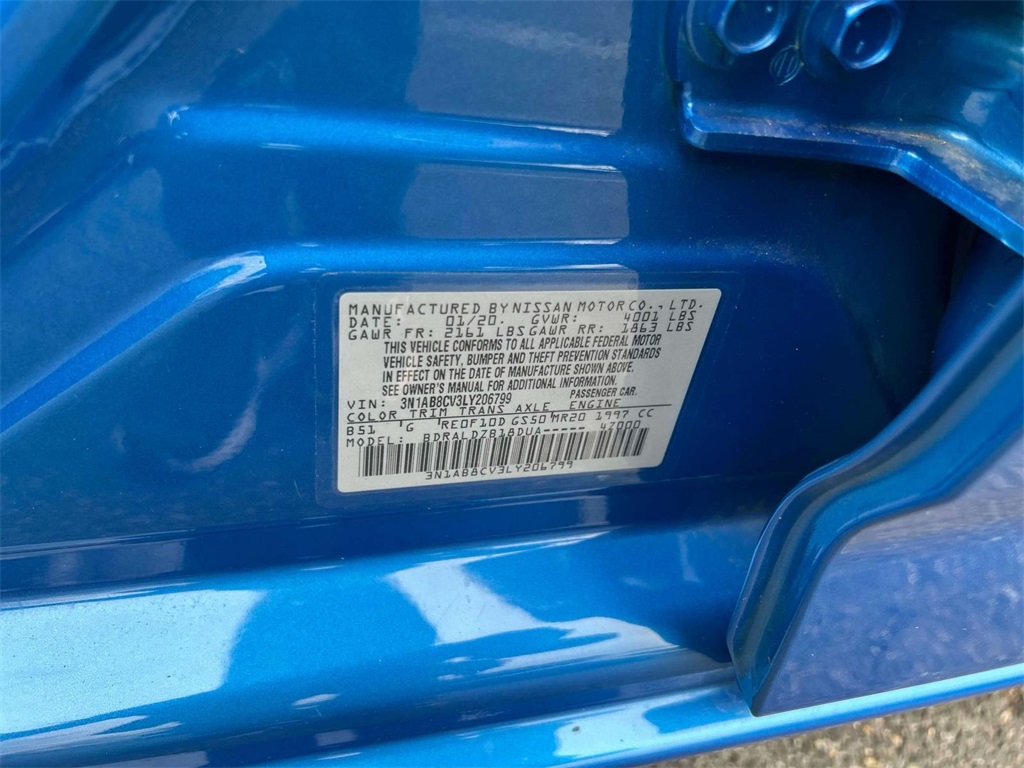 MANUFACTURED BY NISSAN MOTOR CO., LTD.
DATE: 01/20. GVWR: 4001 LBS
GAWR FR: 2161 LBS GAWR RR: 1863 LBS
THIS VEHICLE CONFORMS TO ALL APPLICABLE FEDERAL MOTOR
VEHICLE SAFETY, BUMPER AND THEFT PREVENTION STANDARDS
IN EFFECT ON THE DATE OF MANUFACTURE SHOWN ABOVE.
SEE OWNER'S MANUAL FOR ADDITIONAL INFORMATION.
VIN: 3N1AB8CV3LY206799 PASSENGER CAR.
COLOR TRIM TRANS AXLE ENGINE
B51 G RE0F10D GS50 MR20 1997 CC
MODEL: BDRALDZB18DUA----- 4Z000
3N1AB8CV3LY206799